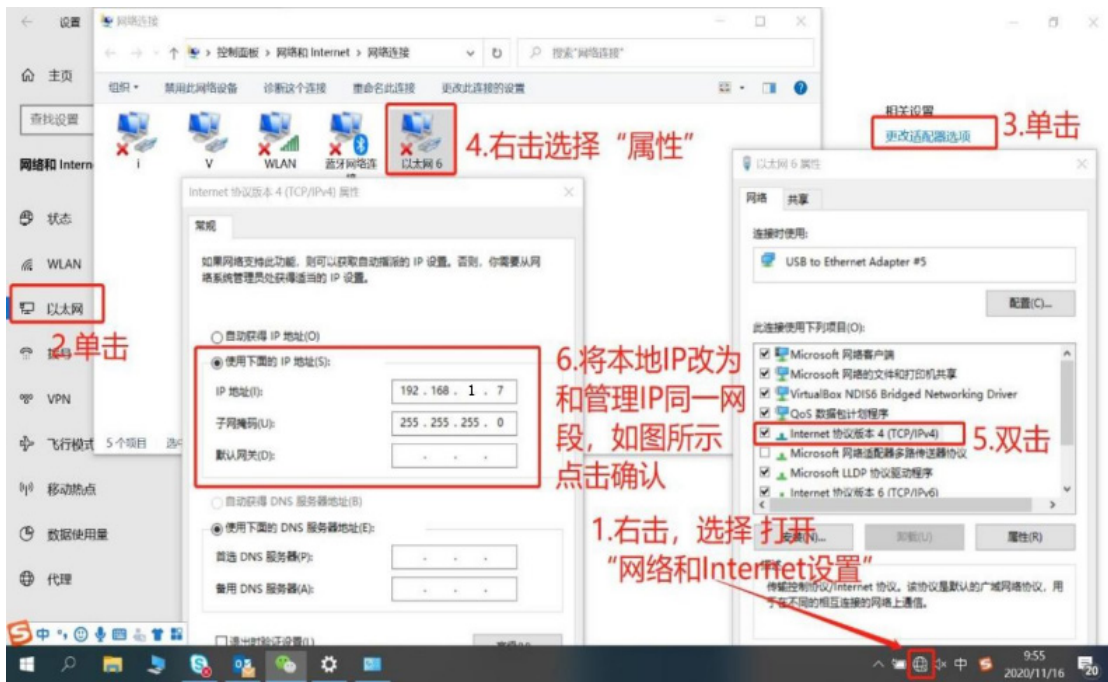 设置
网络连接
控制面板 > 网络和 Internet > 网络连接
搜索"网络连接"
主页
组织
禁用此网络设备
诊断这个连接
重命名此连接
更改此连接的设置
查找设置
相关设置
更改适配器选项
3.单击
4.右击选择“属性”
i
V
WLAN
蓝牙网络连
以太网 6
网络和 Intern
Internet 协议版本 4 (TCP/IPv4) 属性
以太网 6 属性
常规
网络
共享
状态
如果网络支持此功能，则可以获取自动指派的 IP 设置。否则，你需要从网
络系统管理员处获得适当的 IP 设置。
连接时使用:
WLAN
USB to Ethernet Adapter #5
以太网
配置(C)...
2.单击
自动获得 IP 地址(O)
此连接使用下列项目(O):
使用下面的 IP 地址(S):
IP 地址(I):
192 . 168 . 1 . 7
子网掩码(U):
255 . 255 . 255 . 0
默认网关(D):
6.将本地IP改为
和管理IP同一网
段，如图所示
点击确认
Microsoft 网络客户端
Microsoft 网络的文件和打印机共享
VirtualBox NDIS6 Bridged Networking Driver
QoS 数据包计划程序
Internet 协议版本 4 (TCP/IPv4)
Microsoft 网络适配器多路传送器协议
Microsoft LLDP 协议驱动程序
Internet 协议版本 6 (TCP/IPv6)
5.双击
VPN
飞行模式
5 个项目
移动热点
自动获得 DNS 服务器地址(B)
使用下面的 DNS 服务器地址(E):
首选 DNS 服务器(P):
备用 DNS 服务器(A):
1.右击，选择 打开
“网络和Internet设置”
卸载(U)
属性(R)
数据使用量
代理
传输控制协议/Internet 协议。该协议是默认的广域网络协议，用
于在不同的相互连接的网络上通信。
退出时验证设置(L)
中
中
9:55
2020/11/16
20